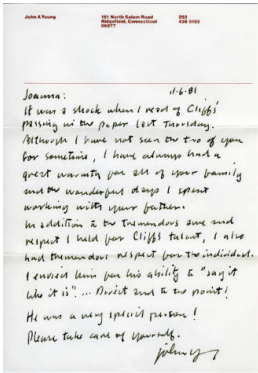 John A Young
161 North Salem Road
Ridgefield, Connecticut
06877
203
438 5155
11.6.81
Joanna:
It was a shock when I read of Cliff's
passing in the paper last Thursday.
Although I have not seen the two of you
for sometime, I have always had a
great warmth for all of your family
and the wonderful days I spent
working with your father.
In addition to the tremendous awe and
respect I held for Cliff's talent, I also
had tremendous respect for the individual.
I envied him for his ability to "say it
like it is"... Direct and to the point!
He was a very special person!
Please take care of yourself.
John Y